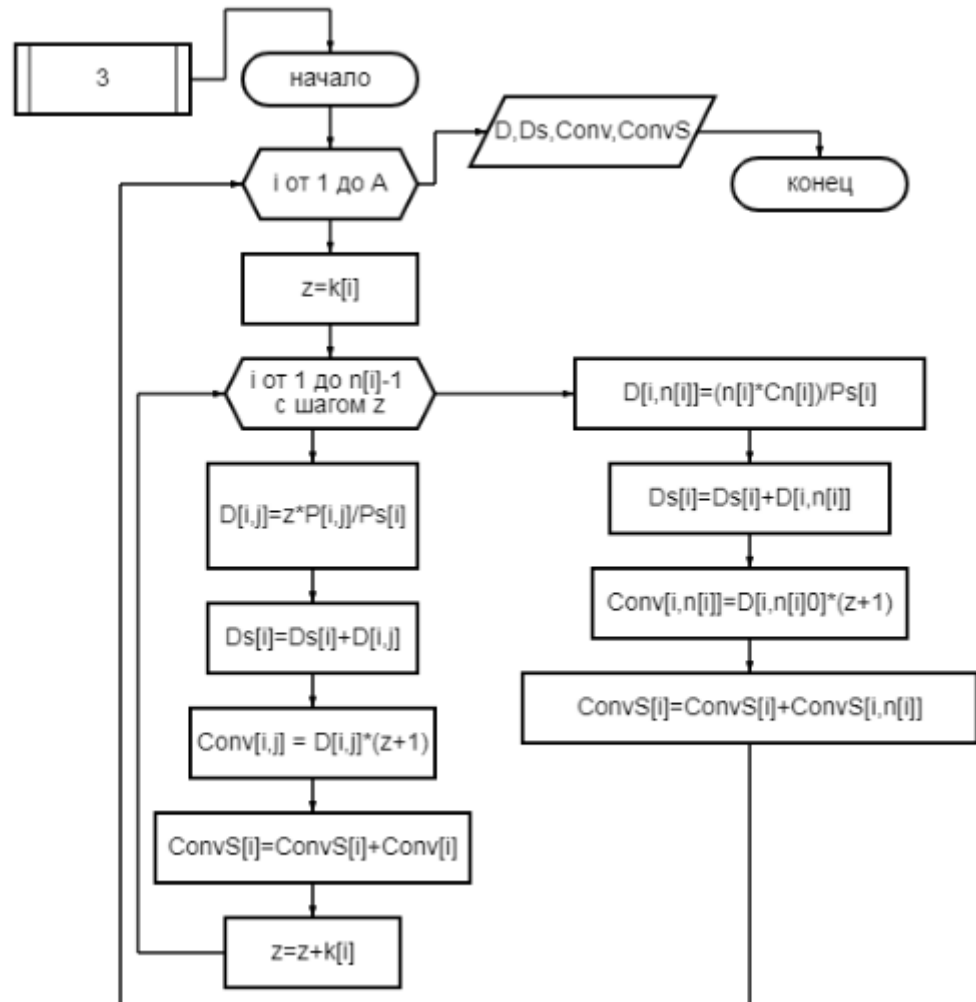 3
начало
D,Ds,Conv,ConvS
конец
i от 1 до A
z=k[i]
i от 1 до n[i]-1
с шагом z
D[i,n[i]]=(n[i]*Cn[i])/Ps[i]
D[i,j]=z*P[i,j]/Ps[i]
Ds[i]=Ds[i]+D[i,n[i]]
Ds[i]=Ds[i]+D[i,j]
Conv[i,n[i]]=D[i,n[i]0]*(z+1)
Conv[i,j] = D[i,j]*(z+1)
ConvS[i]=ConvS[i]+ConvS[i,n[i]]
ConvS[i]=ConvS[i]+Conv[i]
z=z+k[i]